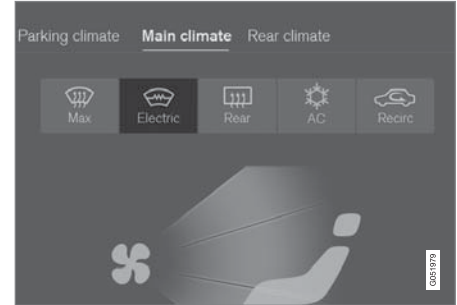 Parking climate Main climate Rear climate
Max Electric Rear AC Recirc
G051979